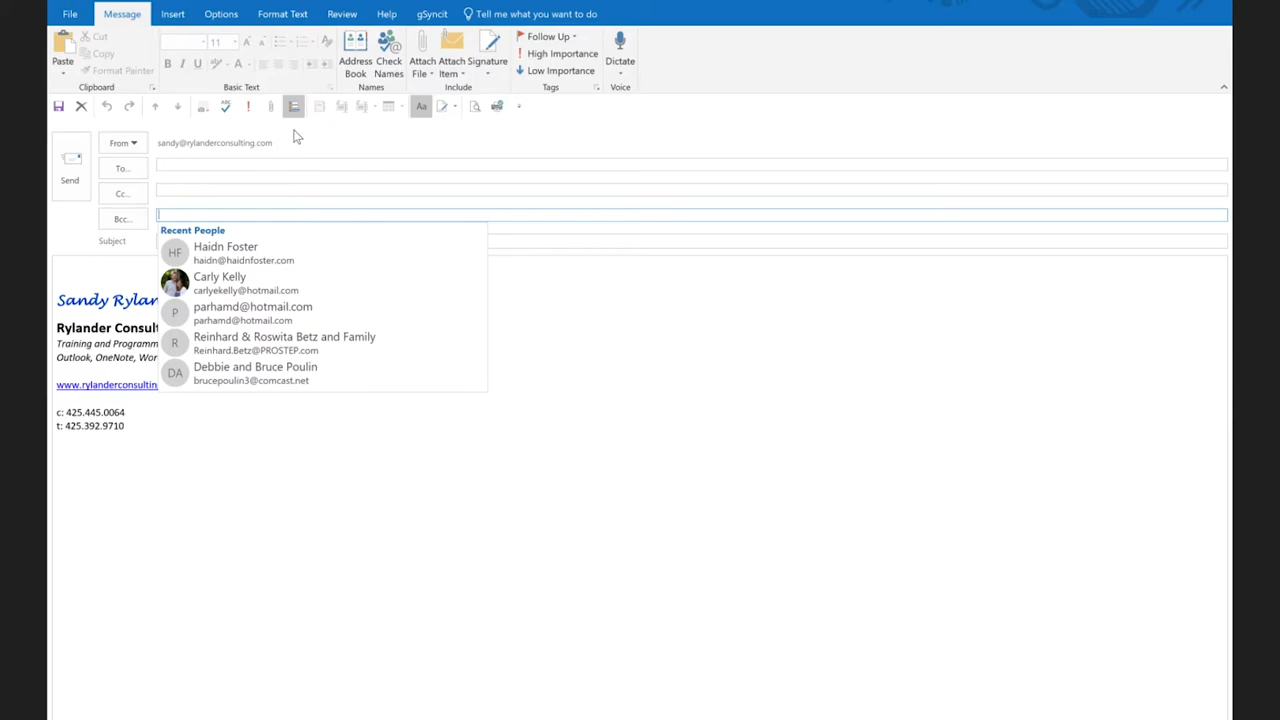 File Message Insert Options Format Text Review Help gSyncit Tell me what you want to do
Paste
Cut
Copy
Format Painter
Clipboard
11
B I U A
Basic Text
Address Book
Check Names
Names
Attach File
Attach Item
Signature
Include
Follow Up
High Importance
Low Importance
Tags
Dictate
Voice
Aa
Send
From
sandy@rylanderconsulting.com
To...
Cc...
Bcc...
Subject
Recent People
HF
Haidn Foster
haidn@haidnfoster.com
Carly Kelly
carlyekelly@hotmail.com
P
parhamd@hotmail.com
parhamd@hotmail.com
R
Reinhard & Roswita Betz and Family
Reinhard.Betz@PROSTEP.com
DA
Debbie and Bruce Poulin
brucepoulin3@comcast.net
Sandy Rylan
Rylander Consult
Training and Programm
Outlook, OneNote, Wor
www.rylanderconsultin
c: 425.445.0064
t: 425.392.9710